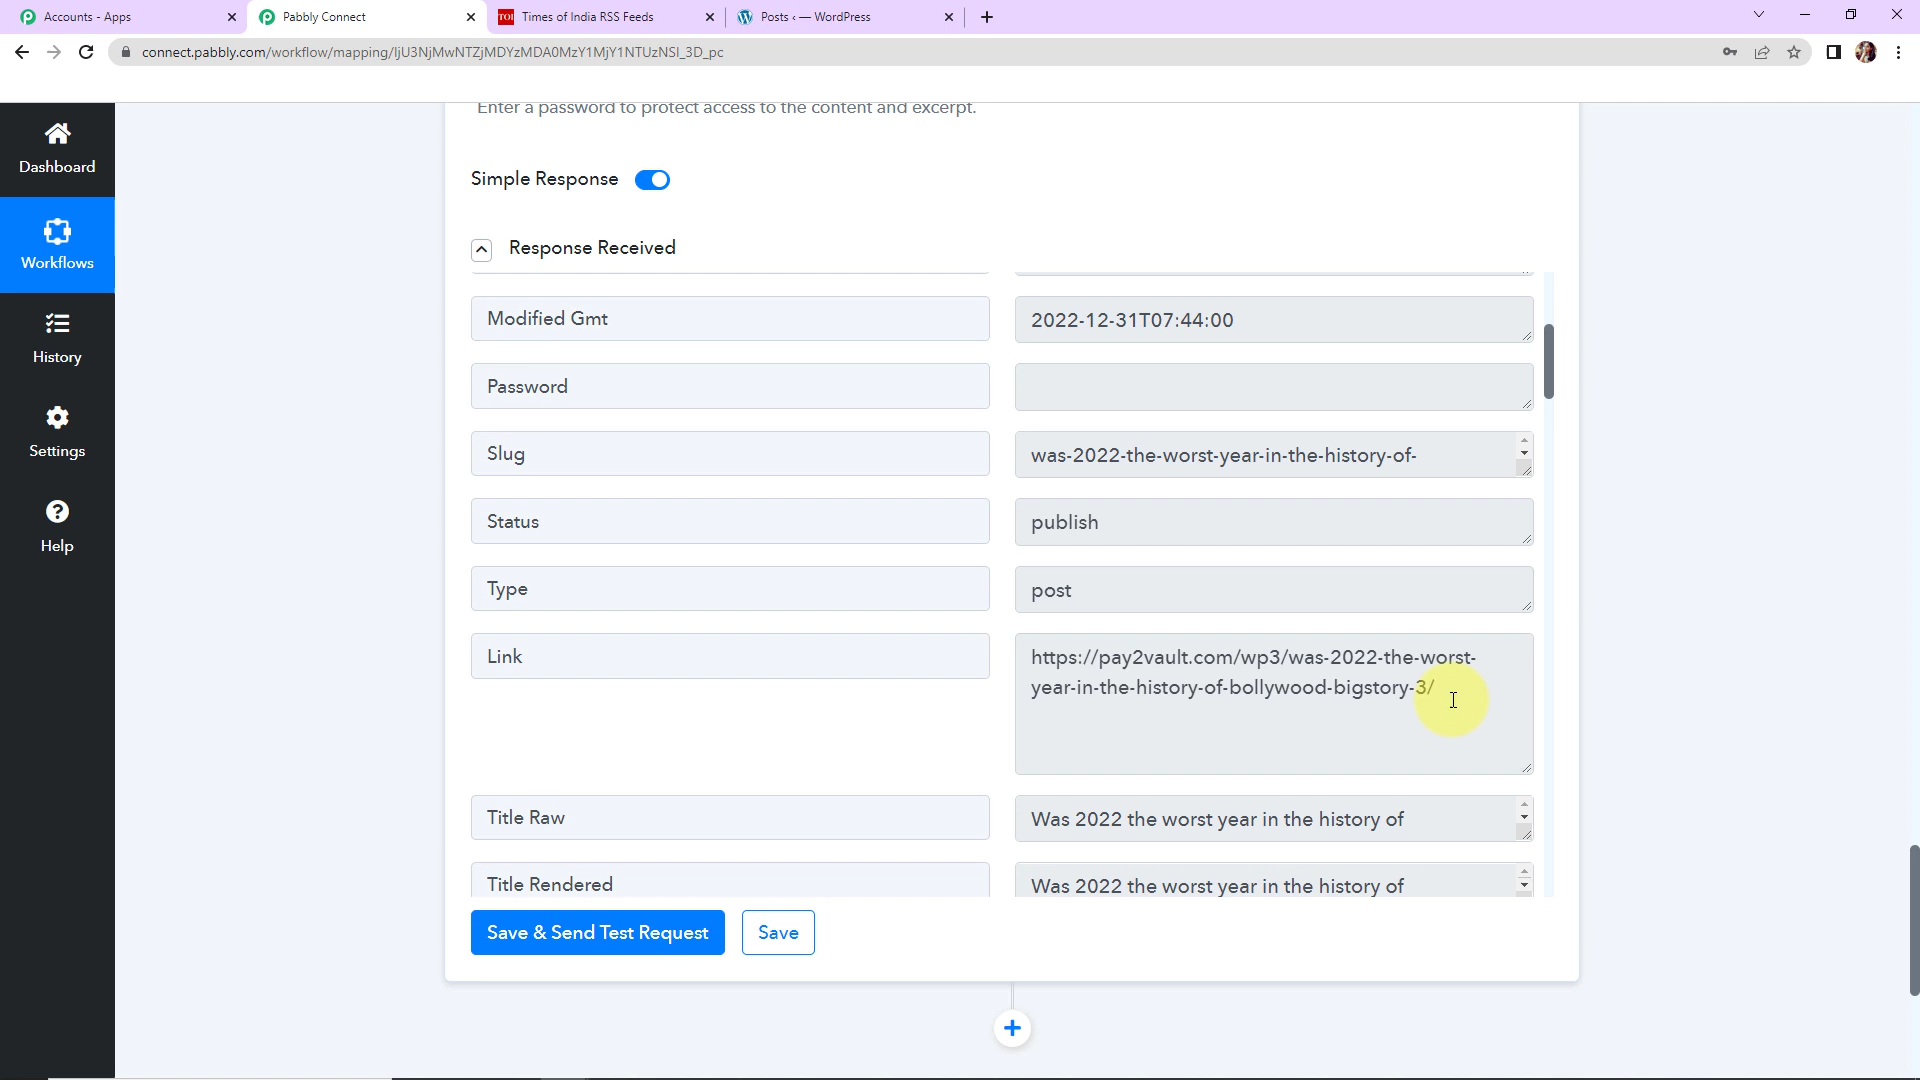 Accounts - Apps
Pabbly Connect
TOI Times of India RSS Feeds
Posts ‹ — WordPress
connect.pabbly.com/workflow/mapping/IjU3NjMwNTZjMDYzMDA0MzY1MjY1NTUzNSI_3D_pc
Enter a password to protect access to the content and excerpt.
Dashboard
Simple Response
Workflows
Response Received
Modified Gmt
2022-12-31T07:44:00
History
Password
Settings
Slug
was-2022-the-worst-year-in-the-history-of-
Status
publish
Help
Type
post
Link
https://pay2vault.com/wp3/was-2022-the-worst-
year-in-the-history-of-bollywood-bigstory-3/
Title Raw
Was 2022 the worst year in the history of
Title Rendered
Was 2022 the worst year in the history of
Save & Send Test Request
Save